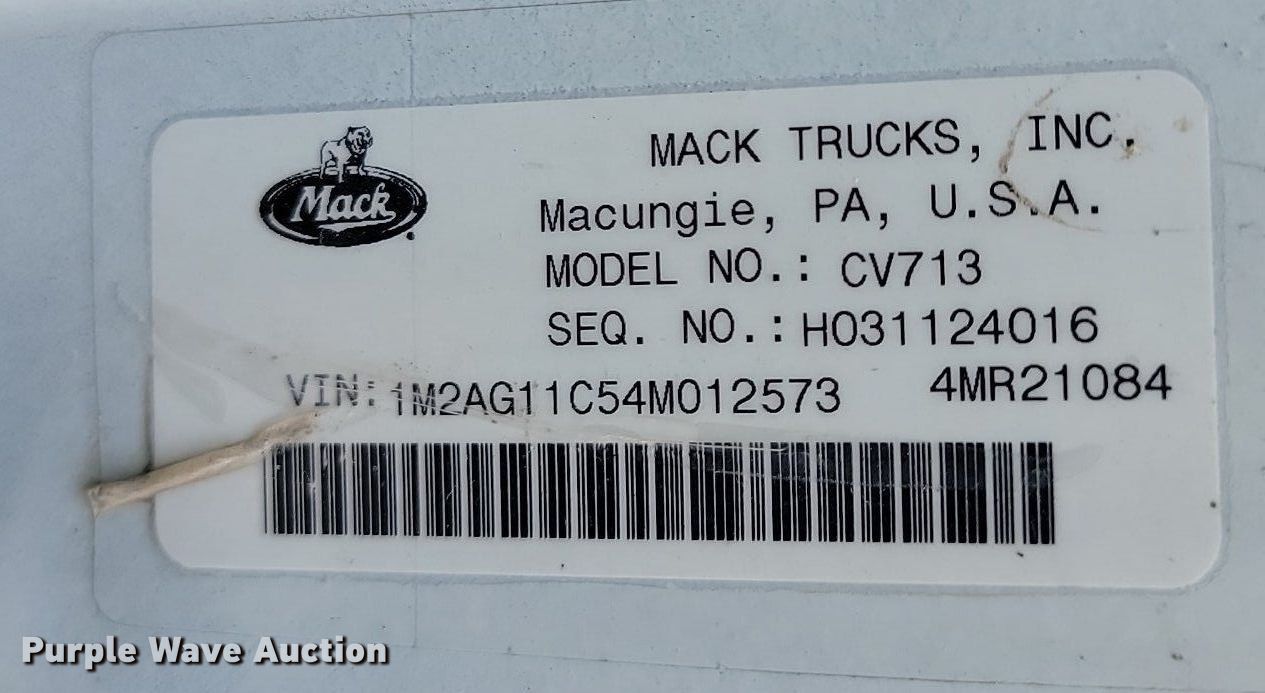 Mack
MACK TRUCKS, INC.
Macungie, PA, U.S.A.
MODEL NO.: CV713
SEQ. NO.: H031124016
VIN: 1M2AG11C54M012573 4MR21084
Purple Wave Auction